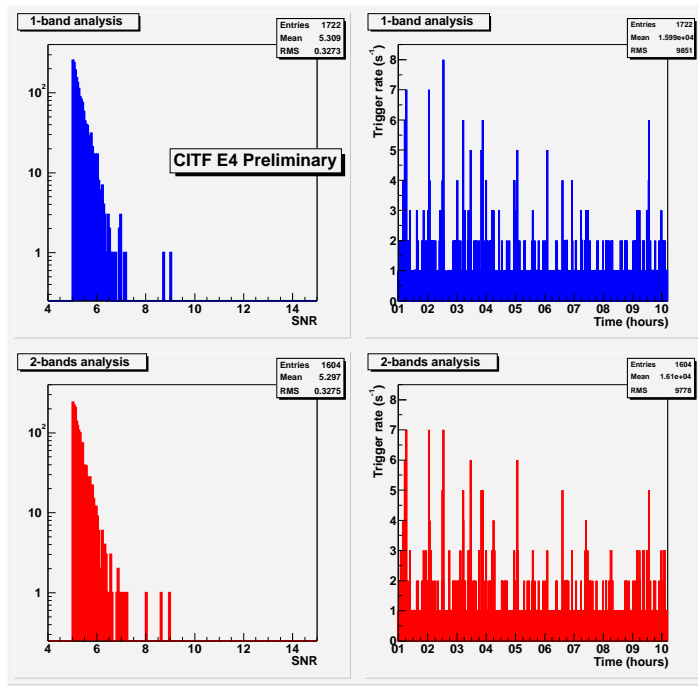 1-band analysis
Entries 1722
Mean 5.309
RMS 0.3273
10²
10
1
CITF E4 Preliminary
4 6 8 10 12 14
SNR
1-band analysis
Entries 1722
Mean 1.599e+04
RMS 9851
Trigger rate (s⁻¹)
8
7
6
5
4
3
2
1
0
01 02 03 04 05 06 07 08 09 10
Time (hours)
2-bands analysis
Entries 1604
Mean 5.297
RMS 0.3275
10²
10
1
4 6 8 10 12 14
SNR
2-bands analysis
Entries 1604
Mean 1.61e+04
RMS 9778
Trigger rate (s⁻¹)
8
7
6
5
4
3
2
1
0
01 02 03 04 05 06 07 08 09 10
Time (hours)